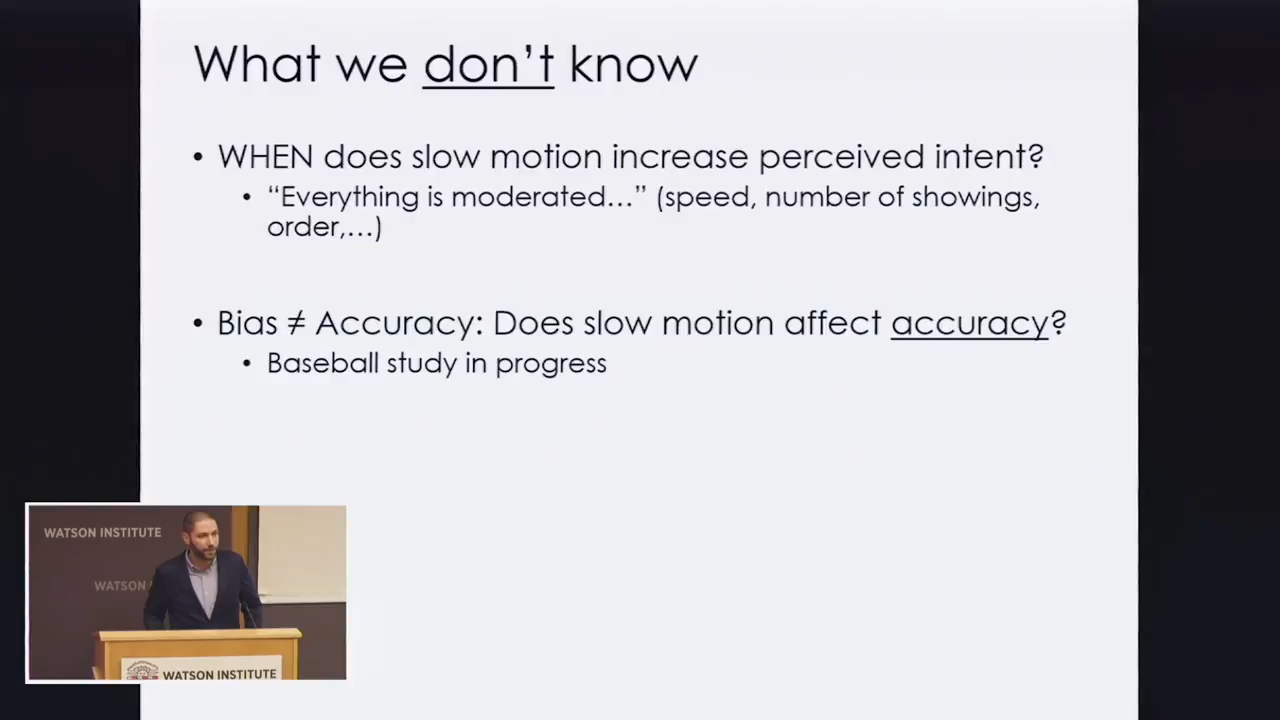 What we don't know
• WHEN does slow motion increase perceived intent?
• “Everything is moderated…” (speed, number of showings,
order,…)
• Bias ≠ Accuracy: Does slow motion affect accuracy?
• Baseball study in progress
WATSON INSTITUTE
WATSON
WATSON INSTITUTE